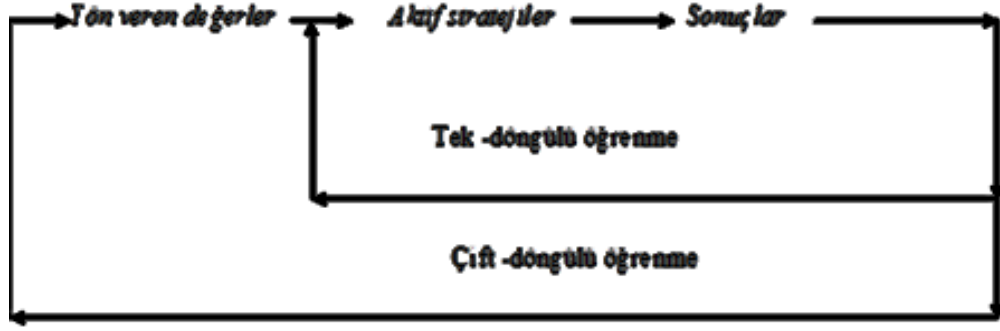 Yön veren değerler Aktif stratejiler Sonuçlar
Tek -döngülü öğrenme
Çift -döngülü öğrenme